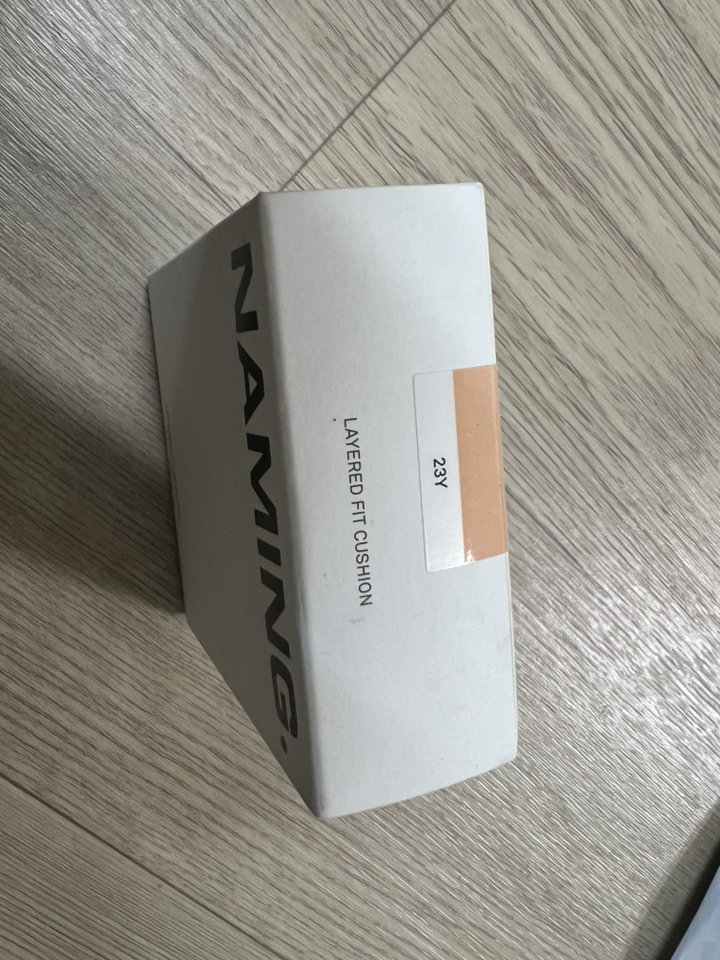 NAMING.
LAYERED FIT CUSHION
23Y